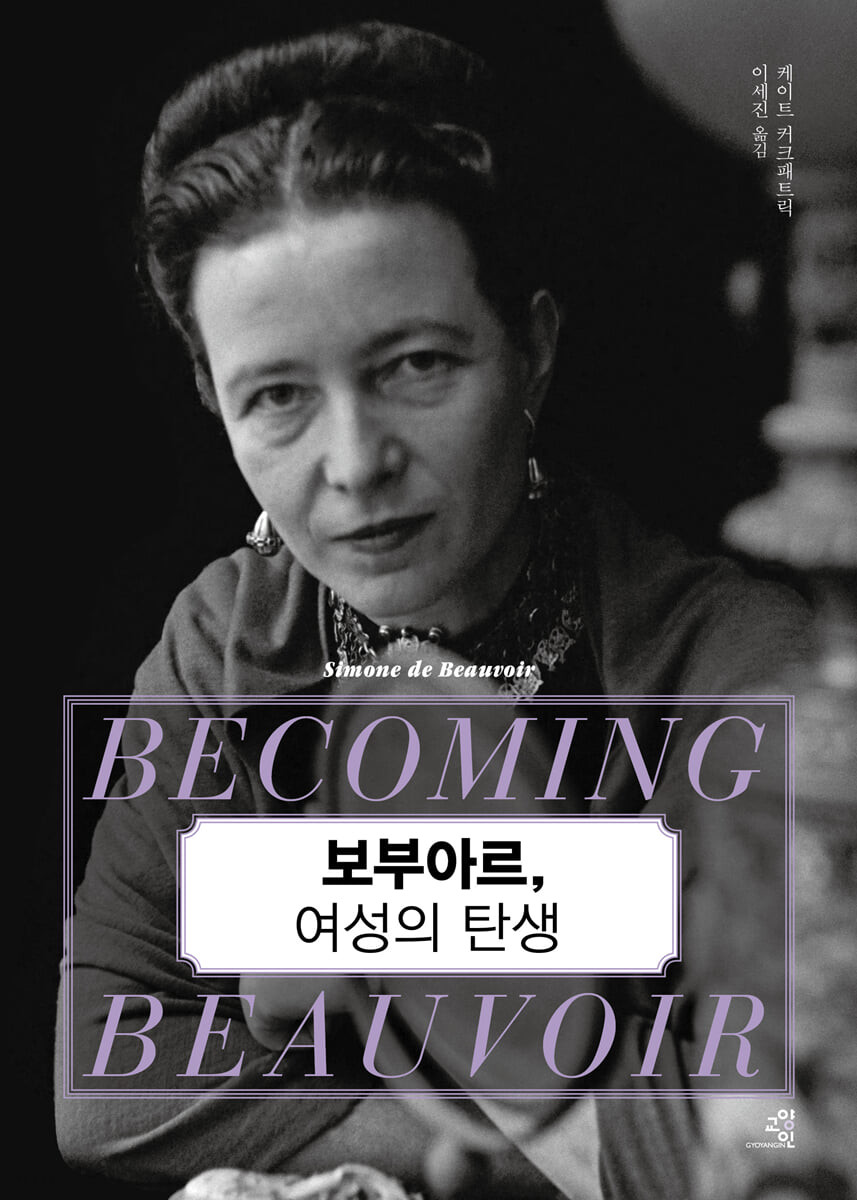 케이트 커크패트릭
이세진 옮김
Simone de Beauvoir
BECOMING
보부아르,
여성의 탄생
BEAUVOIR
교양인
GYOYANGIN